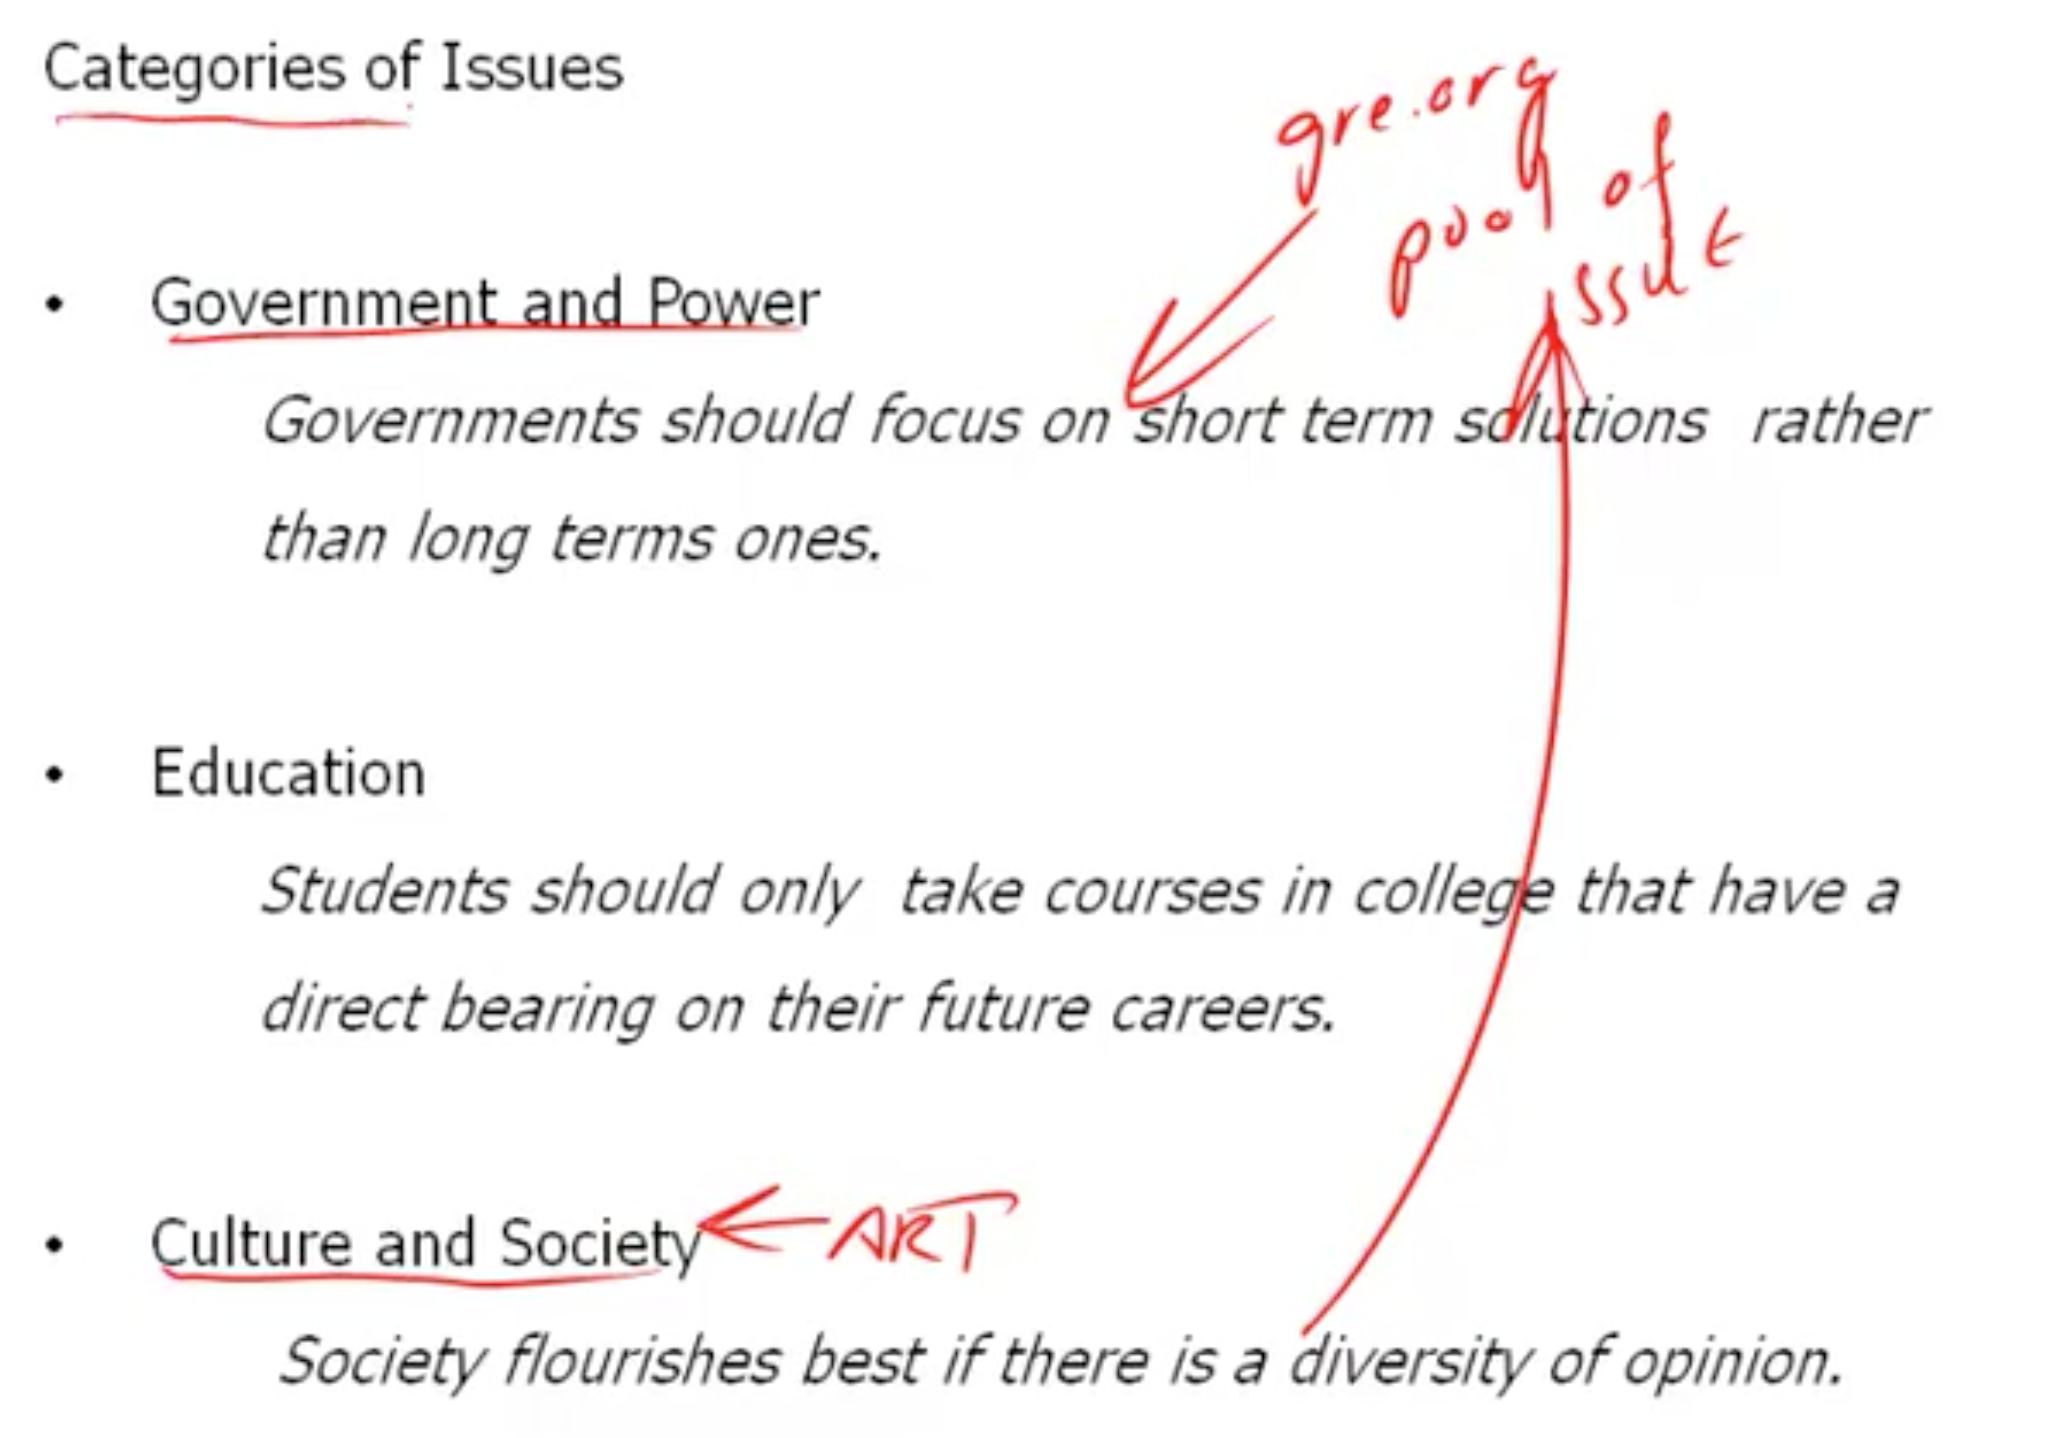 Categories of Issues
gre.org
pool of
issue
• Government and Power
Governments should focus on short term solutions rather
than long terms ones.
• Education
Students should only take courses in college that have a
direct bearing on their future careers.
• Culture and Society ART
Society flourishes best if there is a diversity of opinion.